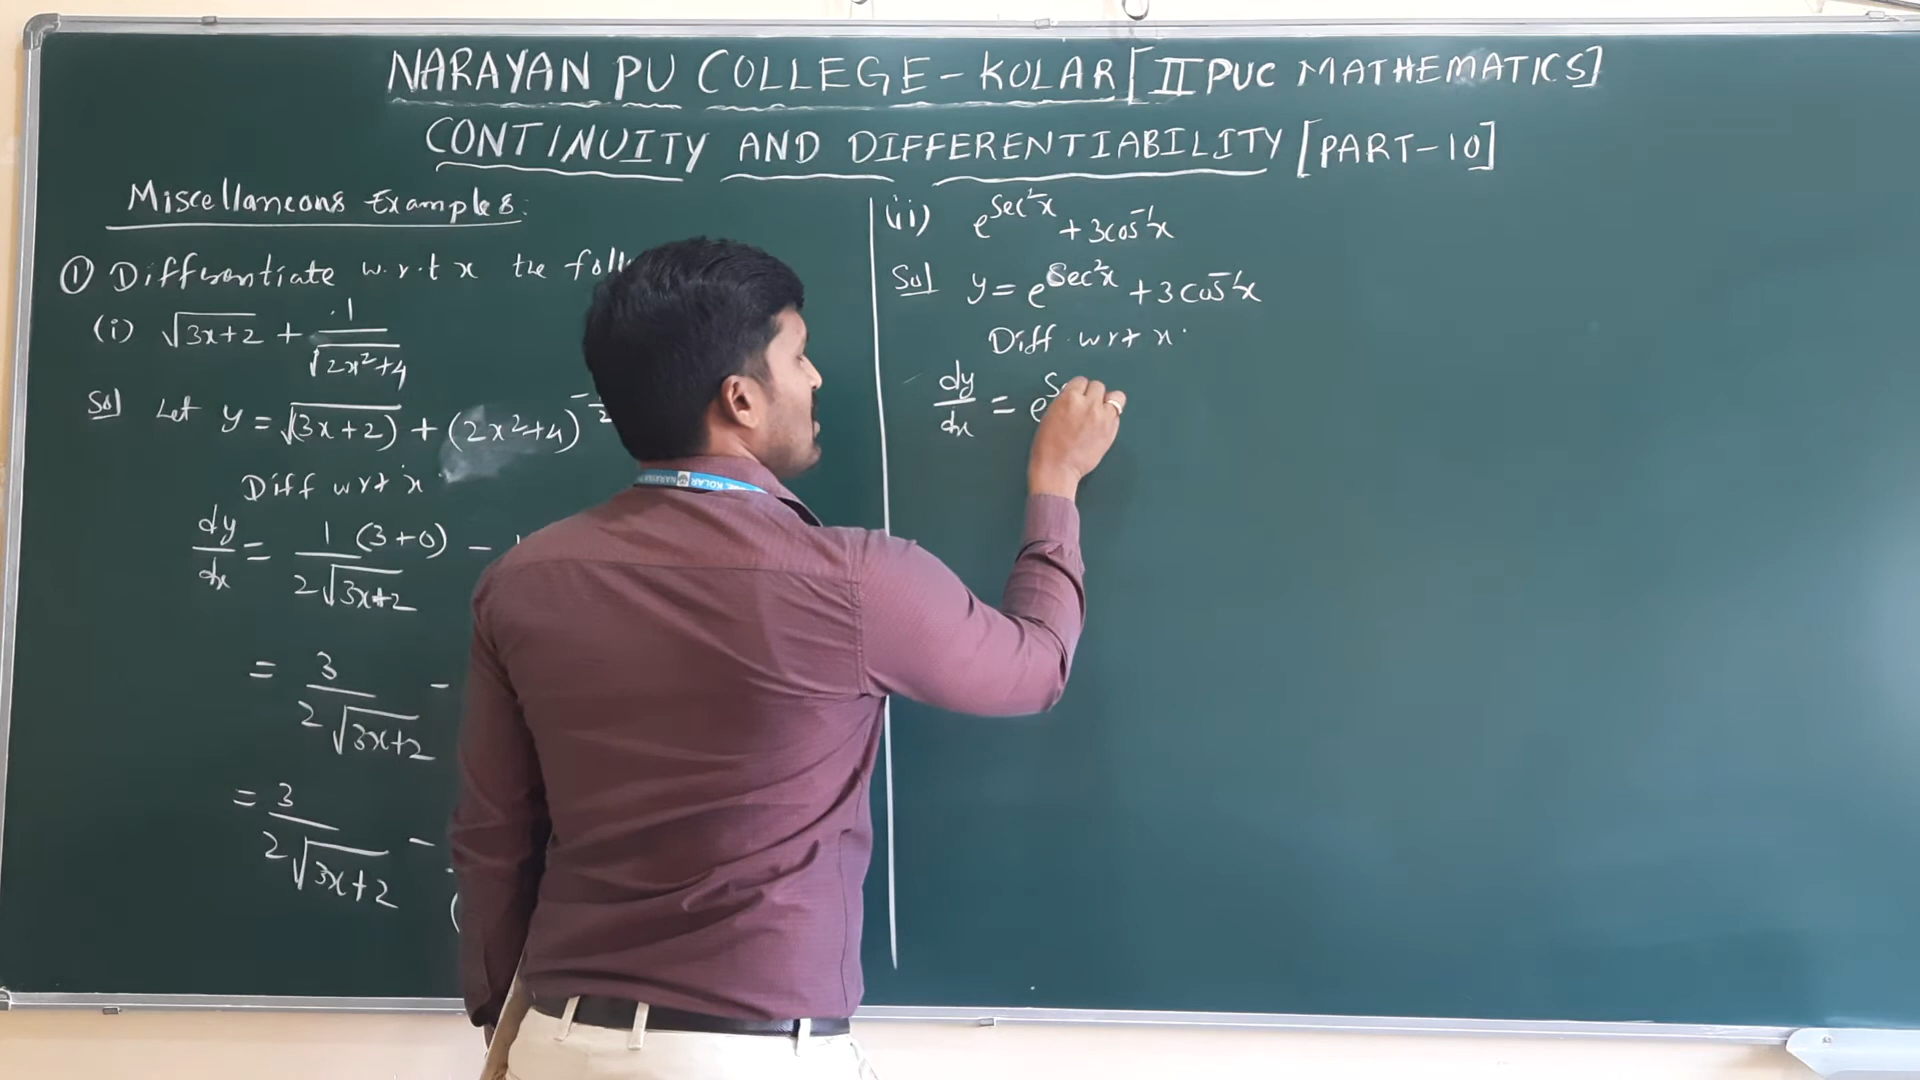 NARAYAN PU COLLEGE - KOLAR [II PUC MATHEMATICS]
CONTINUITY AND DIFFERENTIABILITY [PART-10]
Miscellaneous Examples:
① Differentiate w.r.t x the foll
(i) √3x+2 + 1/√2x²+4
Sol Let y = √(3x+2) + (2x²+4)
Diff wrt x
dy/dx = 1/2√3x+2 (3+0) -
= 3/2√3x+2 -
= 3/2√3x+2 -
(ii) e^sec²x + 3cos⁻¹x
Sol y = e^sec²x + 3cos⁻¹x
Diff wrt x
dy/dx = e^S
KOLAR